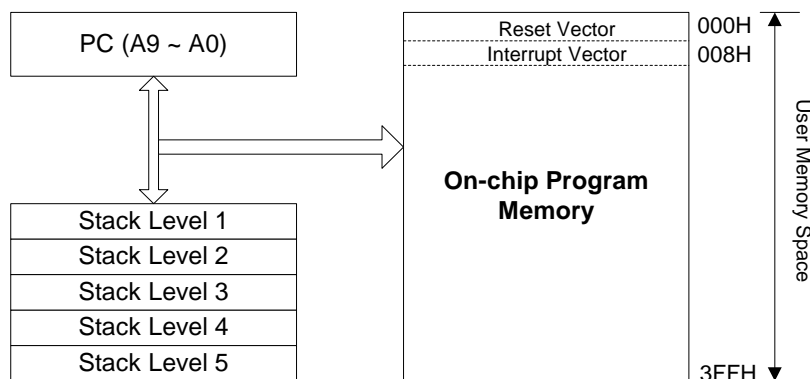 PC (A9 ~ A0)
Reset Vector
000H
Interrupt Vector
008H
On-chip Program
Memory
User Memory Space
Stack Level 1
Stack Level 2
Stack Level 3
Stack Level 4
Stack Level 5
3FFH